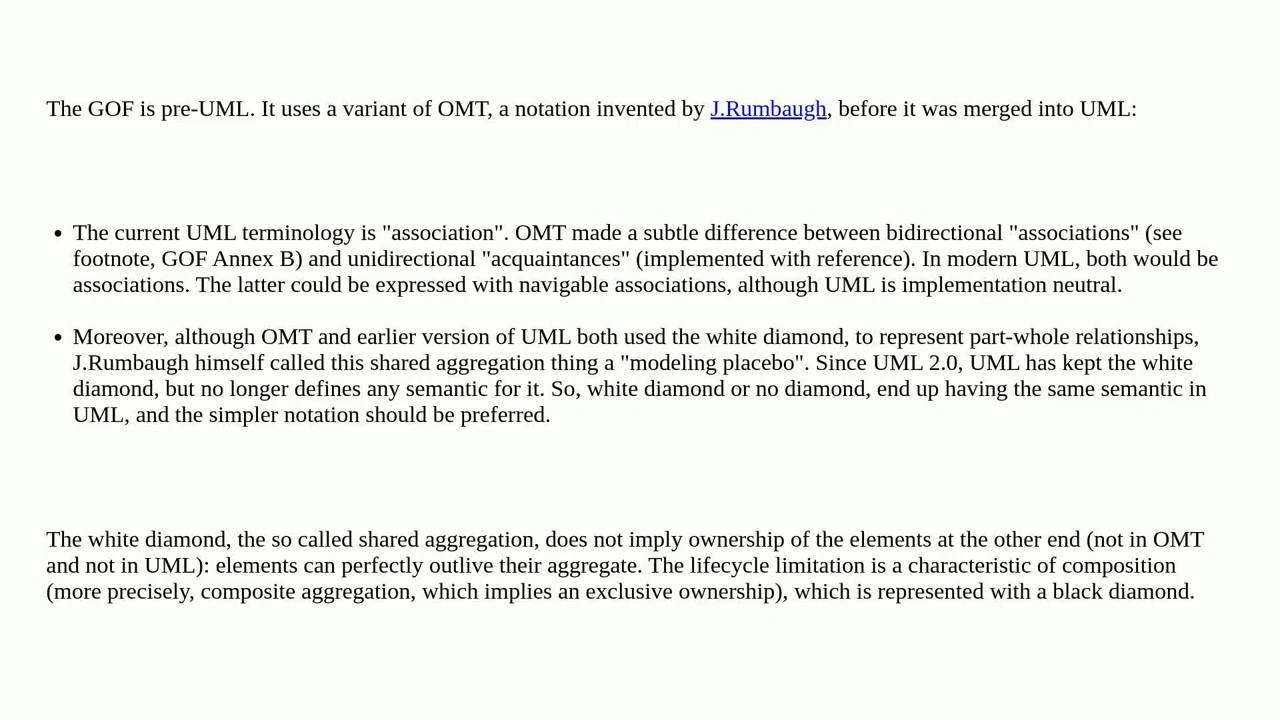 The GOF is pre-UML. It uses a variant of OMT, a notation invented by J.Rumbaugh, before it was merged into UML:
• The current UML terminology is "association". OMT made a subtle difference between bidirectional "associations" (see
footnote, GOF Annex B) and unidirectional "acquaintances" (implemented with reference). In modern UML, both would be
associations. The latter could be expressed with navigable associations, although UML is implementation neutral.
• Moreover, although OMT and earlier version of UML both used the white diamond, to represent part-whole relationships,
J.Rumbaugh himself called this shared aggregation thing a "modeling placebo". Since UML 2.0, UML has kept the white
diamond, but no longer defines any semantic for it. So, white diamond or no diamond, end up having the same semantic in
UML, and the simpler notation should be preferred.
The white diamond, the so called shared aggregation, does not imply ownership of the elements at the other end (not in OMT
and not in UML): elements can perfectly outlive their aggregate. The lifecycle limitation is a characteristic of composition
(more precisely, composite aggregation, which implies an exclusive ownership), which is represented with a black diamond.